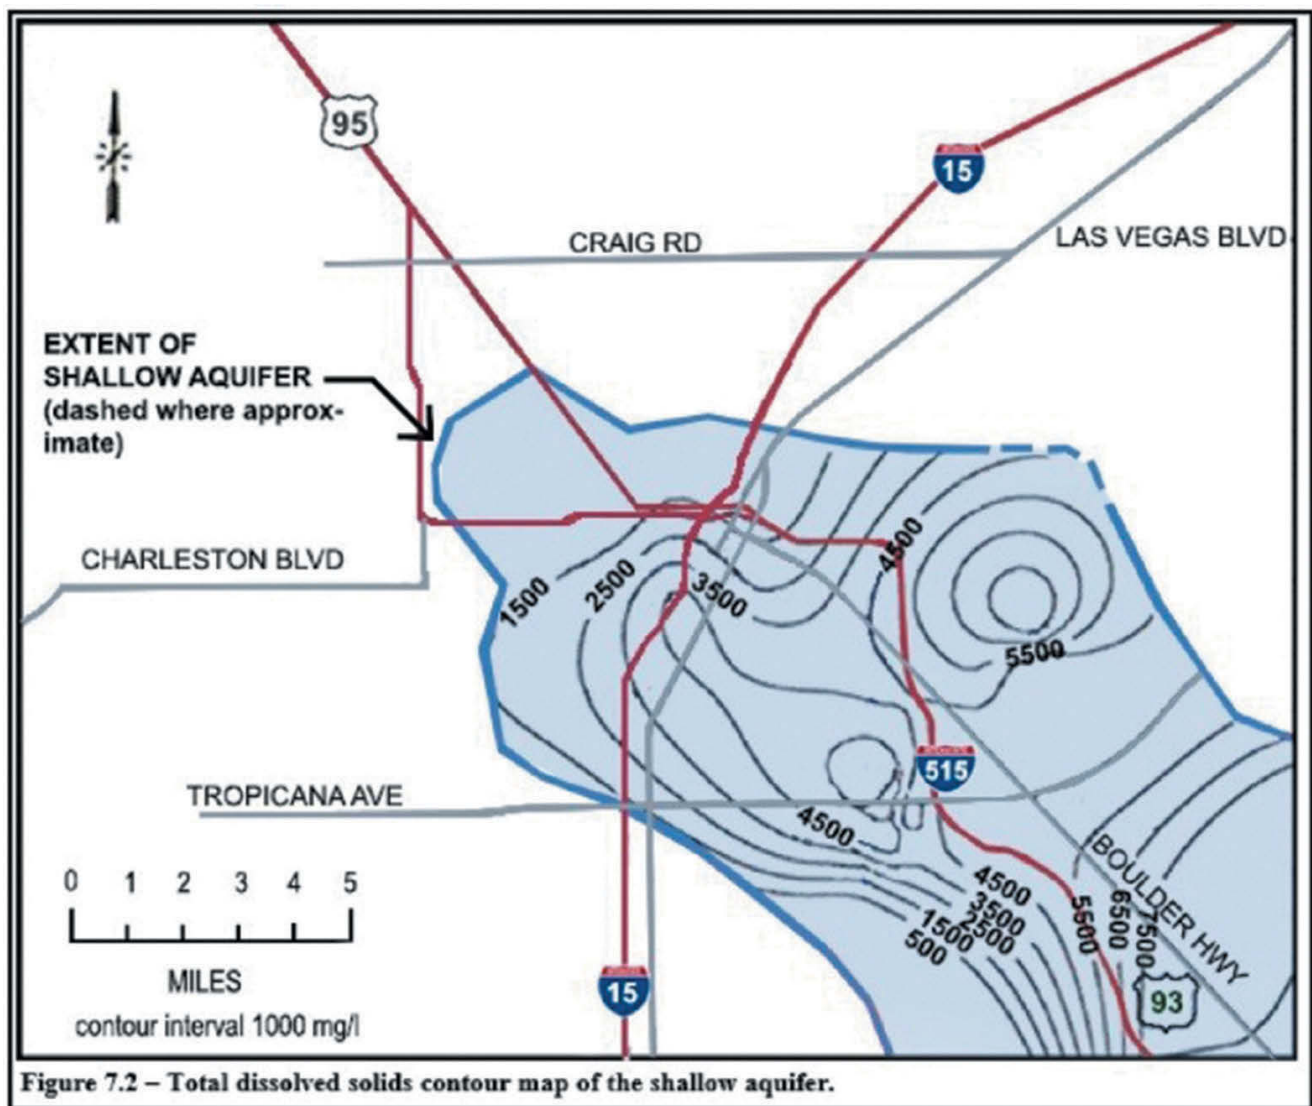 95
15
CRAIG RD
LAS VEGAS BLVD
EXTENT OF
SHALLOW AQUIFER
(dashed where approx-
imate)
CHARLESTON BLVD
1500
2500
3500
4500
5500
515
TROPICANA AVE
4500
BOULDER HWY
0 1 2 3 4 5
MILES
contour interval 1000 mg/l
4500
3500
2500
1500
500
5500
6500
7500
15
93
Figure 7.2 – Total dissolved solids contour map of the shallow aquifer.